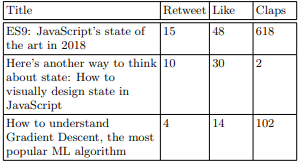 Title Retweet Like Claps
ES9: JavaScript's state of 15 48 618
the art in 2018
Here's another way to think 10 30 2
about state: How to
visually design state in
JavaScript
How to understand 4 14 102
Gradient Descent, the most
popular ML algorithm